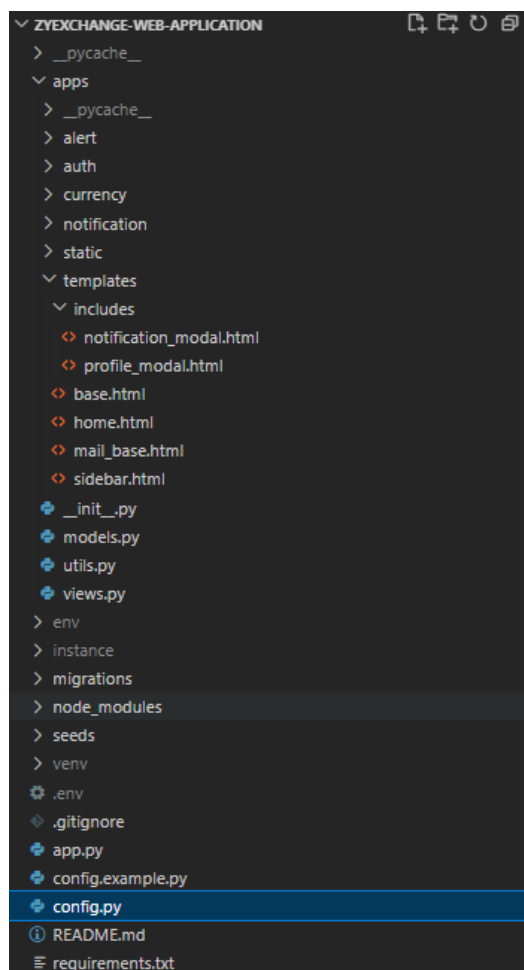 ZYEXCHANGE-WEB-APPLICATION
__pycache__
apps
__pycache__
alert
auth
currency
notification
static
templates
includes
notification_modal.html
profile_modal.html
base.html
home.html
mail_base.html
sidebar.html
__init__.py
models.py
utils.py
views.py
env
instance
migrations
node_modules
seeds
venv
.env
.gitignore
app.py
config.example.py
config.py
README.md
requirements.txt